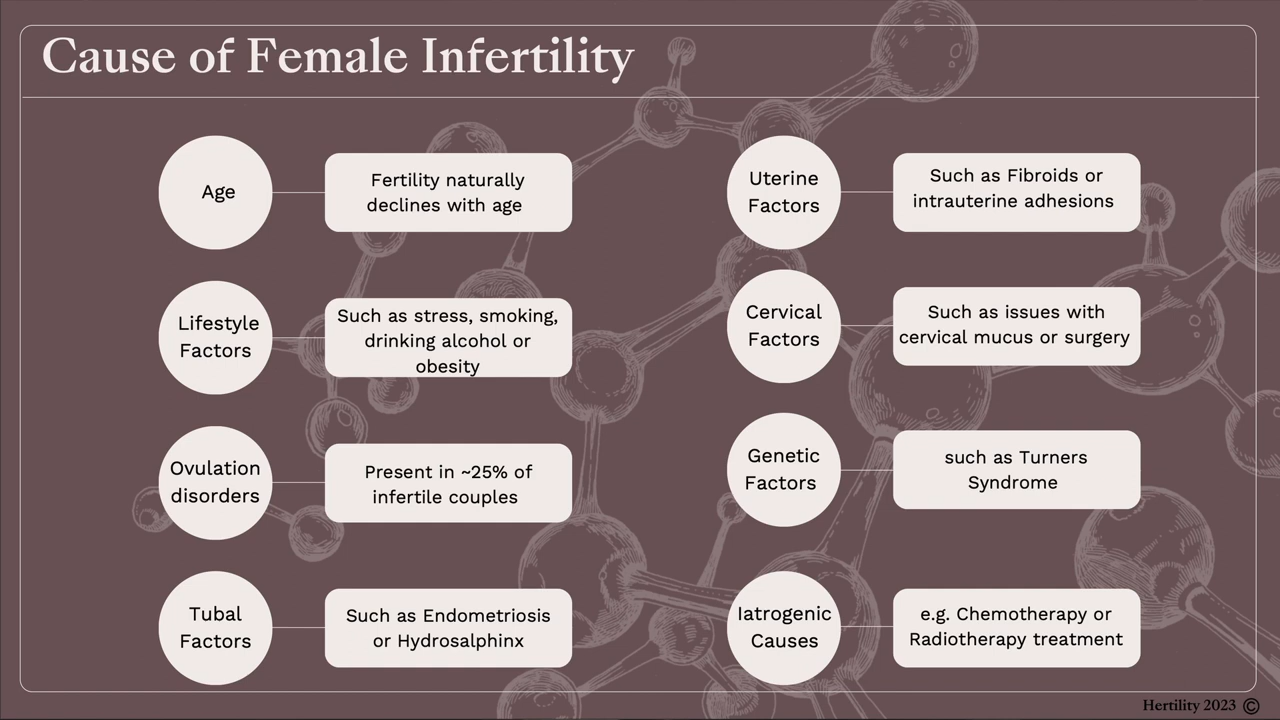 Cause of Female Infertility
Age
Fertility naturally
declines with age
Lifestyle
Factors
Such as stress, smoking,
drinking alcohol or
obesity
Ovulation
disorders
Present in ~25% of
infertile couples
Tubal
Factors
Such as Endometriosis
or Hydrosalphinx
Uterine
Factors
Such as Fibroids or
intrauterine adhesions
Cervical
Factors
Such as issues with
cervical mucus or surgery
Genetic
Factors
such as Turners
Syndrome
Iatrogenic
Causes
e.g. Chemotherapy or
Radiotherapy treatment
Hertility 2023 ©